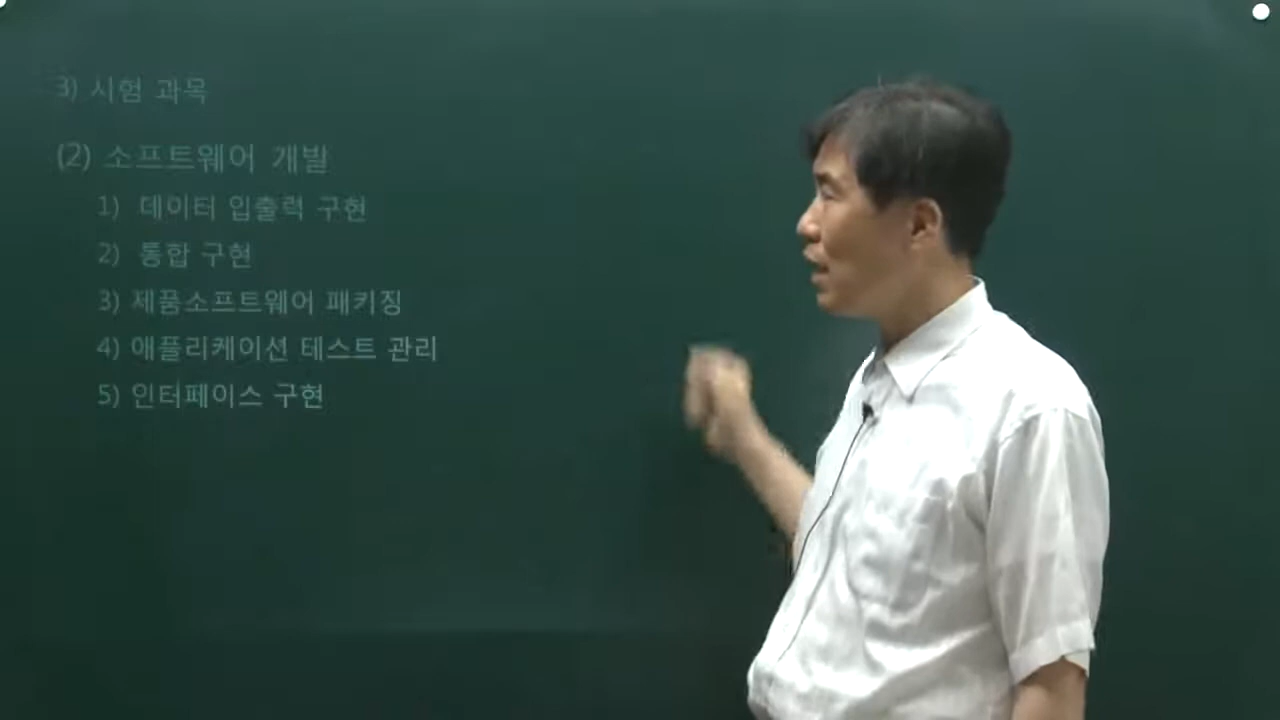 3) 시험 과목
(2) 소프트웨어 개발
1) 데이터 입출력 구현
2) 통합 구현
3) 제품소프트웨어 패키징
4) 애플리케이션 테스트 관리
5) 인터페이스 구현